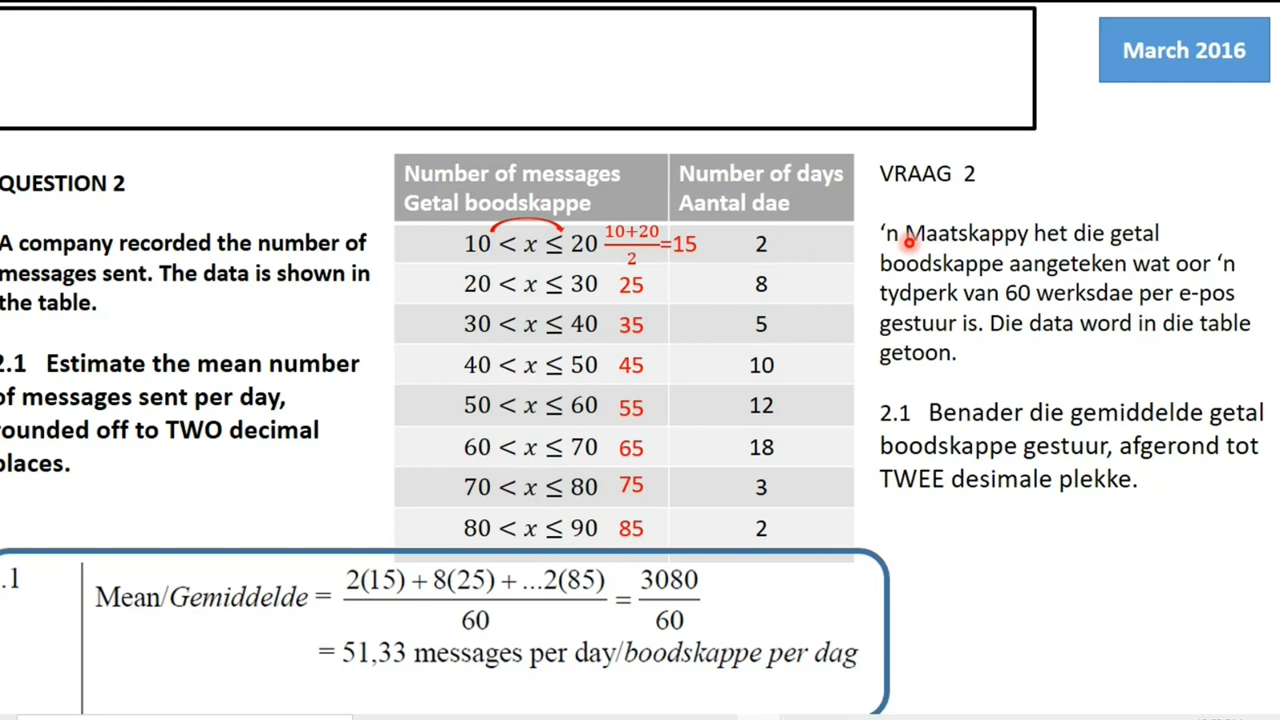 March 2016
QUESTION 2
A company recorded the number of
messages sent. The data is shown in
the table.
2.1 Estimate the mean number
of messages sent per day,
rounded off to TWO decimal
places.
Number of messages Number of days
Getal boodskappe Aantal dae
10 < x ≤ 20 (10+20)/2 =15 2
20 < x ≤ 30 25 8
30 < x ≤ 40 35 5
40 < x ≤ 50 45 10
50 < x ≤ 60 55 12
60 < x ≤ 70 65 18
70 < x ≤ 80 75 3
80 < x ≤ 90 85 2
VRAAG 2
‘n Maatskappy het die getal
boodskappe aangeteken wat oor ‘n
tydperk van 60 werksdae per e-pos
gestuur is. Die data word in die table
getoon.
2.1 Benader die gemiddelde getal
boodskappe gestuur, afgerond tot
TWEE desimale plekke.
.1 Mean/Gemiddelde = (2(15) + 8(25) + ...2(85))/60 = 3080/60
= 51,33 messages per day/boodskappe per dag